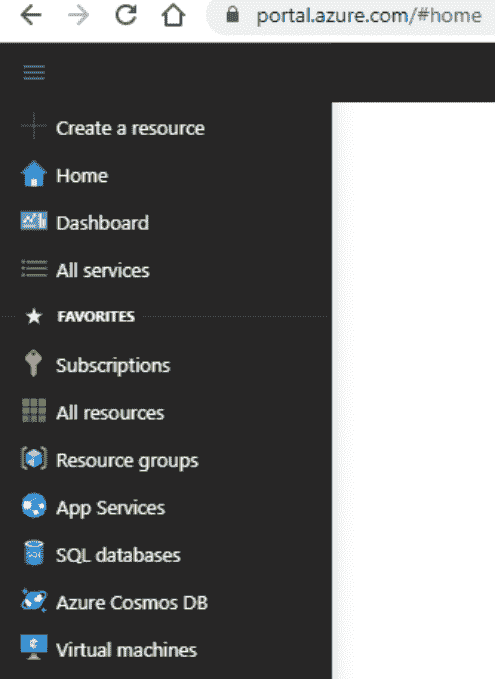 portal.azure.com/#home
Create a resource
Home
Dashboard
All services
FAVORITES
Subscriptions
All resources
Resource groups
App Services
SQL databases
Azure Cosmos DB
Virtual machines